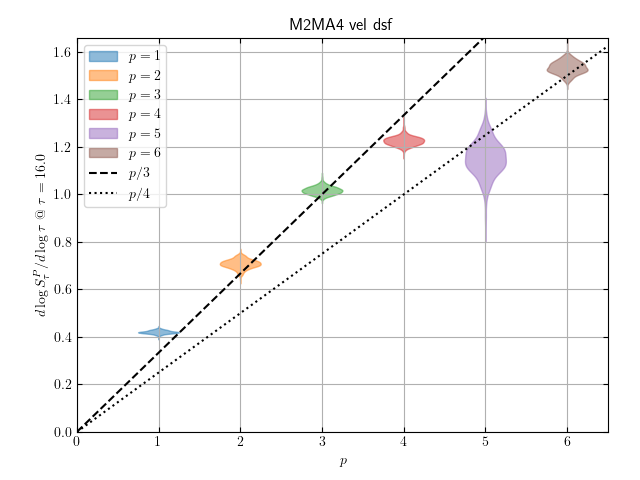 M2MA4 vel dsf
d log S_τ^P / d log τ @ τ = 16.0
1.6
1.4
1.2
1.0
0.8
0.6
0.4
0.2
0.0
p = 1
p = 2
p = 3
p = 4
p = 5
p = 6
p/3
p/4
0 1 2 3 4 5 6
p